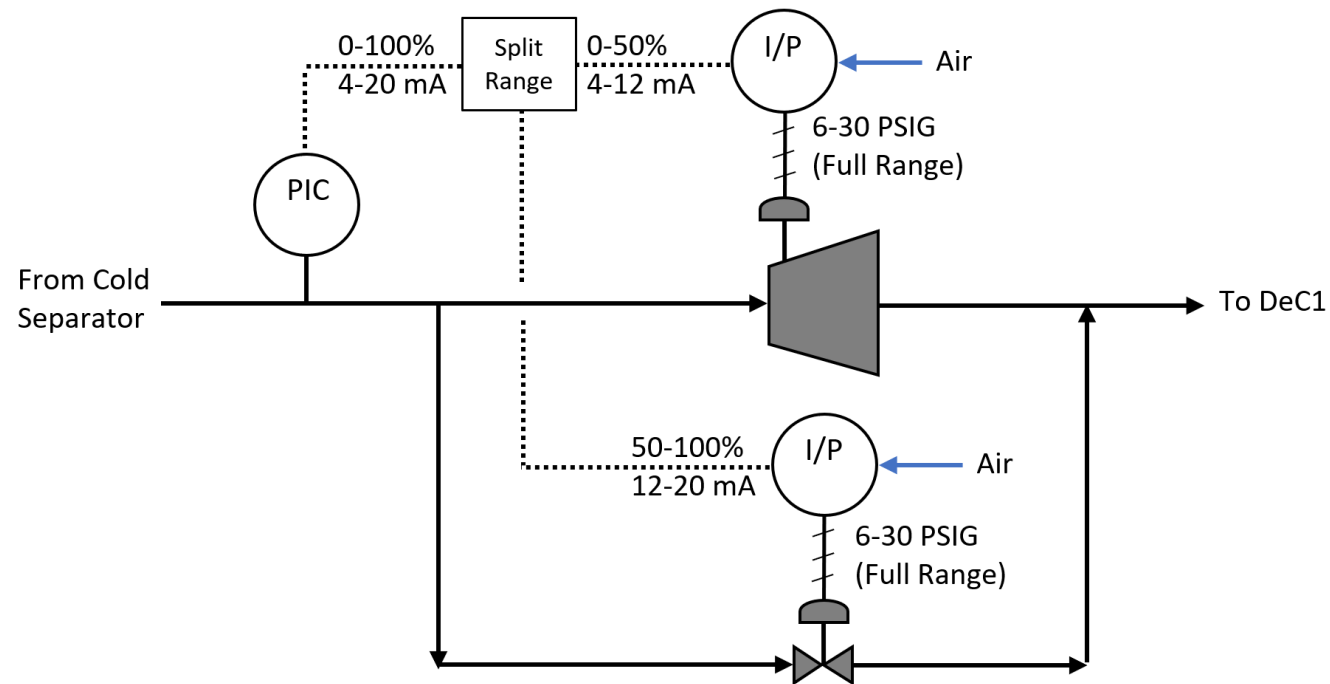 0-100%
4-20 mA
Split
Range
0-50%
4-12 mA
I/P
Air
6-30 PSIG
(Full Range)
PIC
From Cold
Separator
To DeC1
50-100%
12-20 mA
I/P
Air
6-30 PSIG
(Full Range)